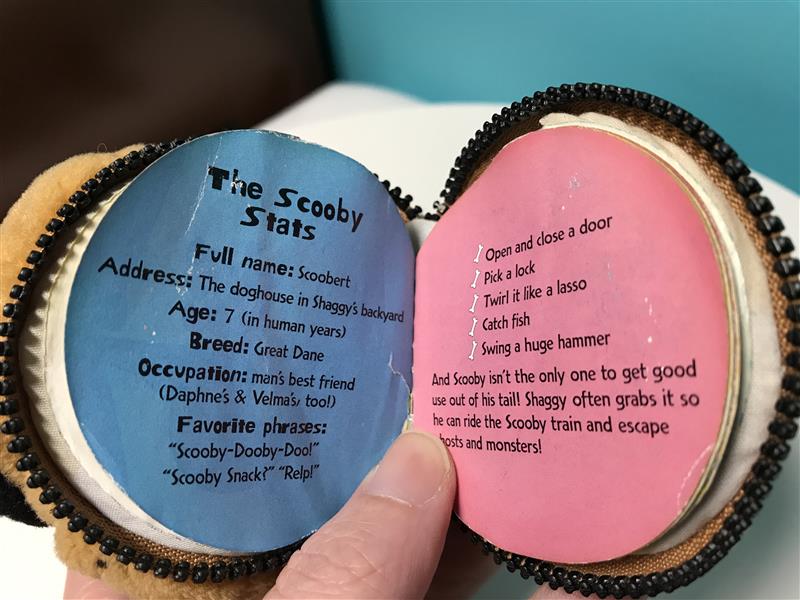 The Scooby
Stats
Full name: Scoobert
Address: The doghouse in Shaggy's backyard
Age: 7 (in human years)
Breed: Great Dane
Occupation: man's best friend
(Daphne's & Velma's, too!)
Favorite phrases:
"Scooby-Dooby-Doo!"
"Scooby Snack?" "Relp!"
Open and close a door
Pick a lock
Twirl it like a lasso
Catch fish
Swing a huge hammer
And Scooby isn't the only one to get good
use out of his tail! Shaggy often grabs it so
he can ride the Scooby train and escape
hosts and monsters!